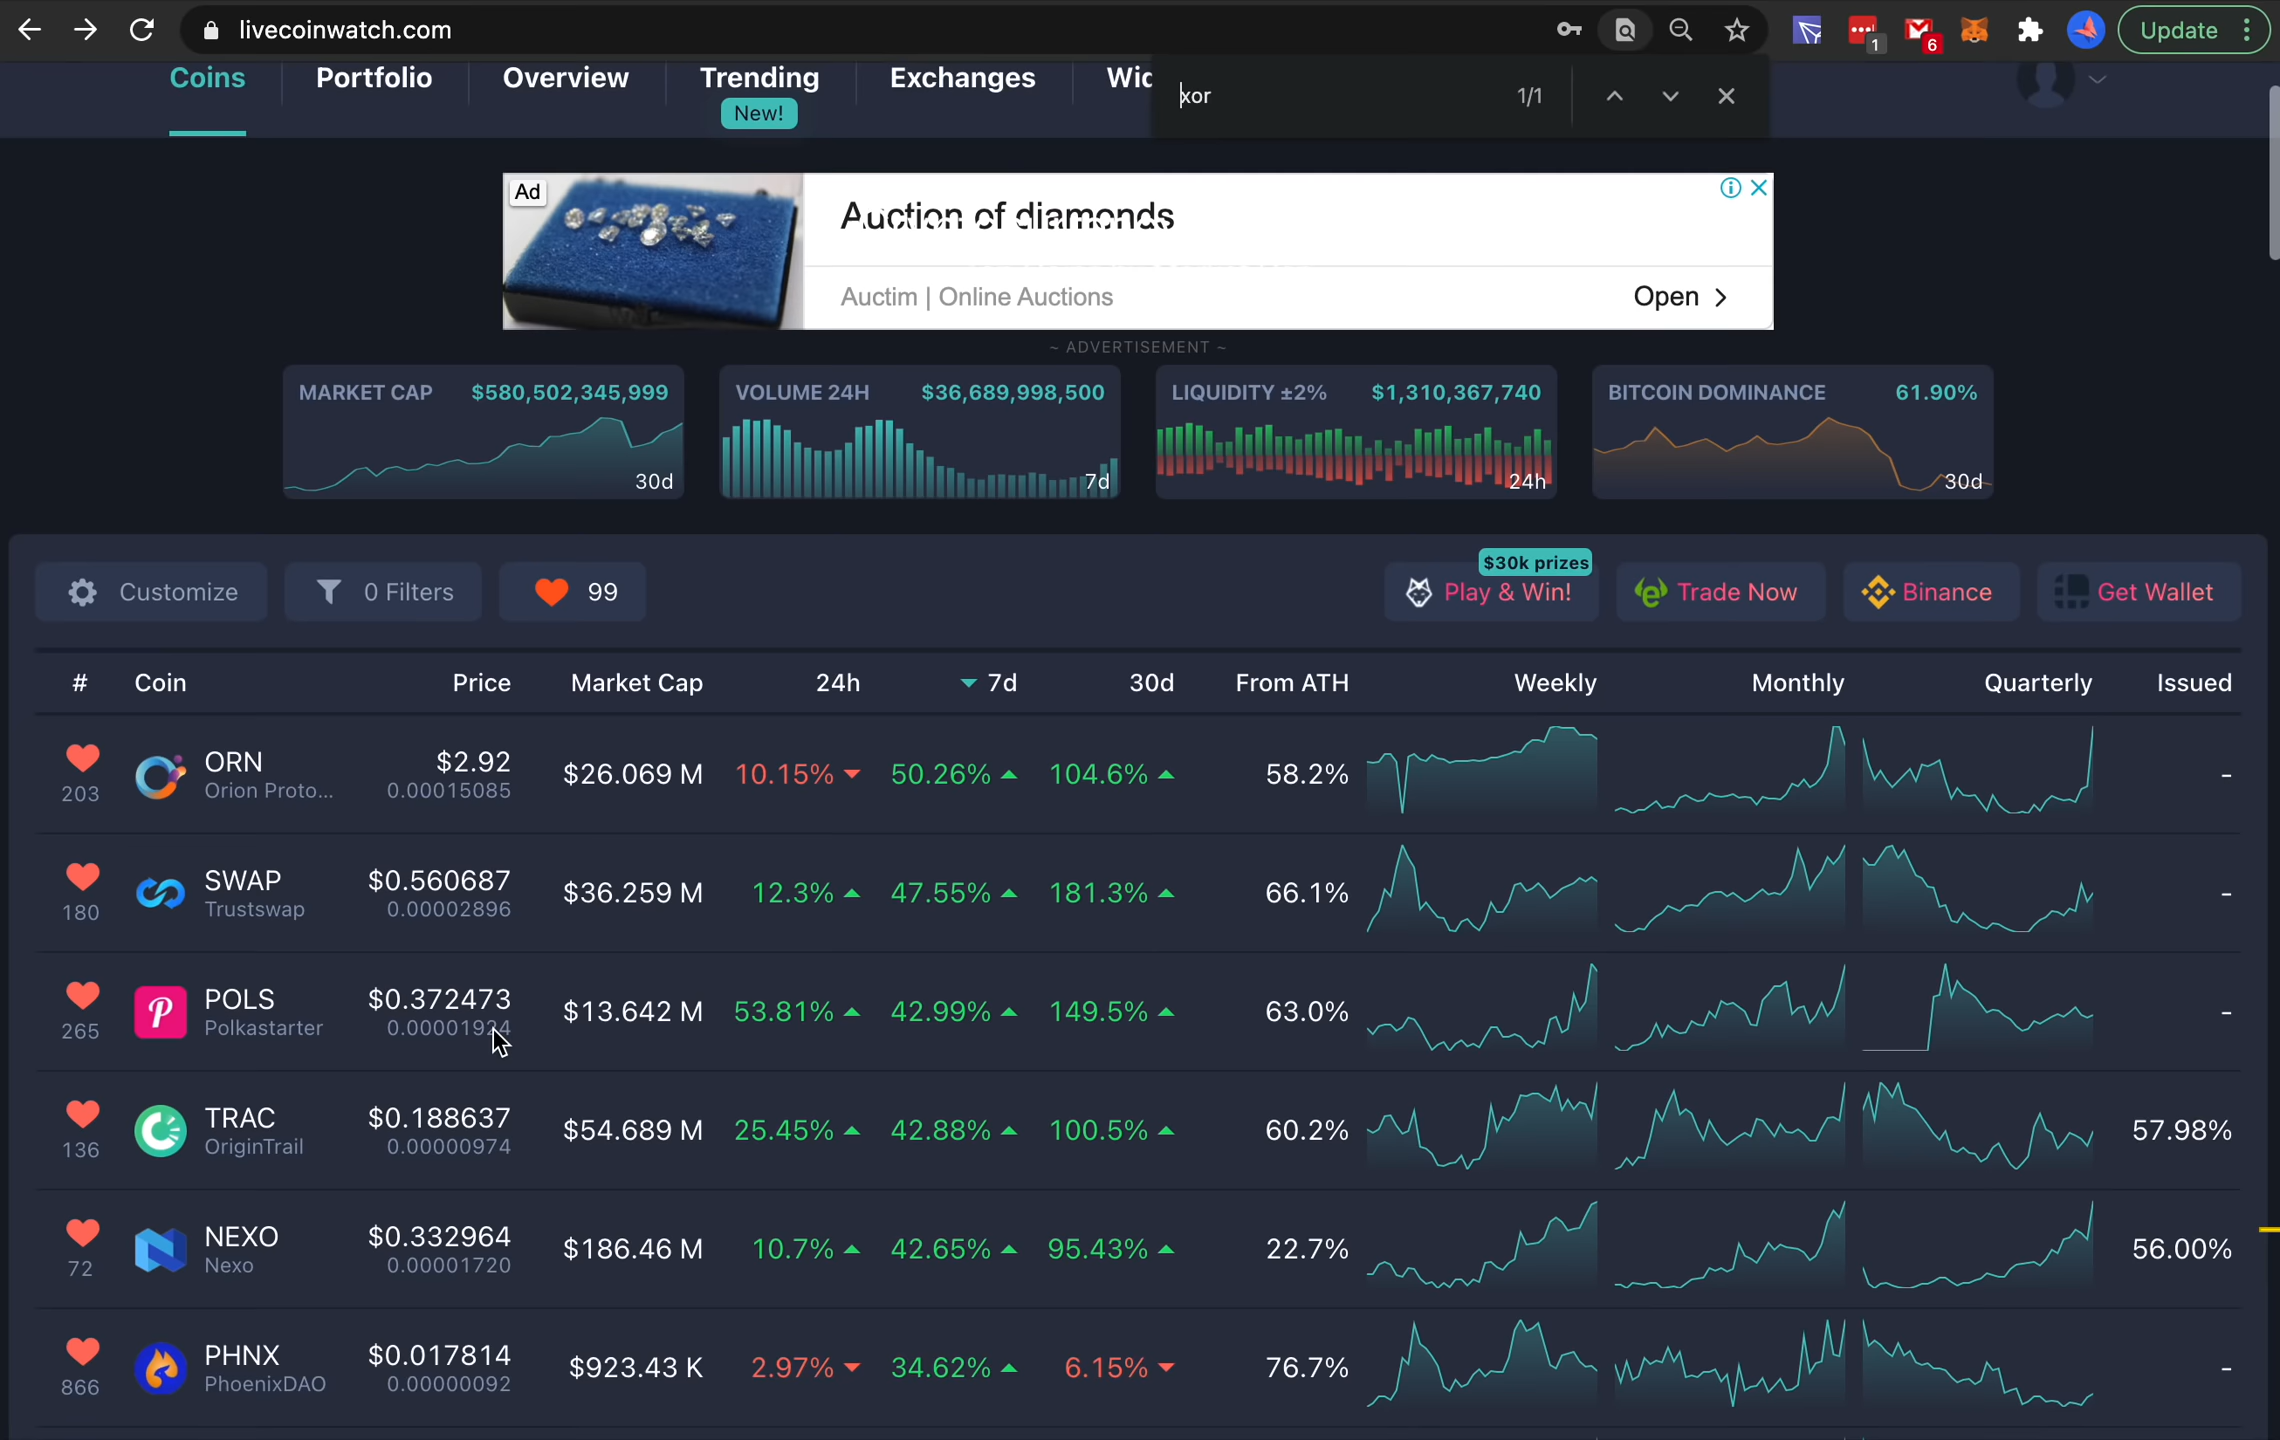 livecoinwatch.com
1
6
Update
Coins
Portfolio
Overview
Trending
New!
Exchanges
Wid
xor
1/1
Ad
Auction of diamonds
Auctim | Online Auctions
Open
~ ADVERTISEMENT ~
MARKET CAP $580,502,345,999
30d
VOLUME 24H $36,689,998,500
7d
LIQUIDITY ±2% $1,310,367,740
24h
BITCOIN DOMINANCE 61.90%
30d
Customize
0 Filters
99
$30k prizes
Play & Win!
Trade Now
Binance
Get Wallet
# Coin Price Market Cap 24h 7d 30d From ATH Weekly Monthly Quarterly Issued
ORN $2.92 $26.069 M 10.15% 50.26% 104.6% 58.2% -
203 Orion Proto... 0.00015085
SWAP $0.560687 $36.259 M 12.3% 47.55% 181.3% 66.1% -
180 Trustswap 0.00002896
POLS $0.372473 $13.642 M 53.81% 42.99% 149.5% 63.0% -
265 Polkastarter 0.00001924
TRAC $0.188637 $54.689 M 25.45% 42.88% 100.5% 60.2% 57.98%
136 OriginTrail 0.00000974
NEXO $0.332964 $186.46 M 10.7% 42.65% 95.43% 22.7% 56.00%
72 Nexo 0.00001720
PHNX $0.017814 $923.43 K 2.97% 34.62% 6.15% 76.7% -
866 PhoenixDAO 0.00000092